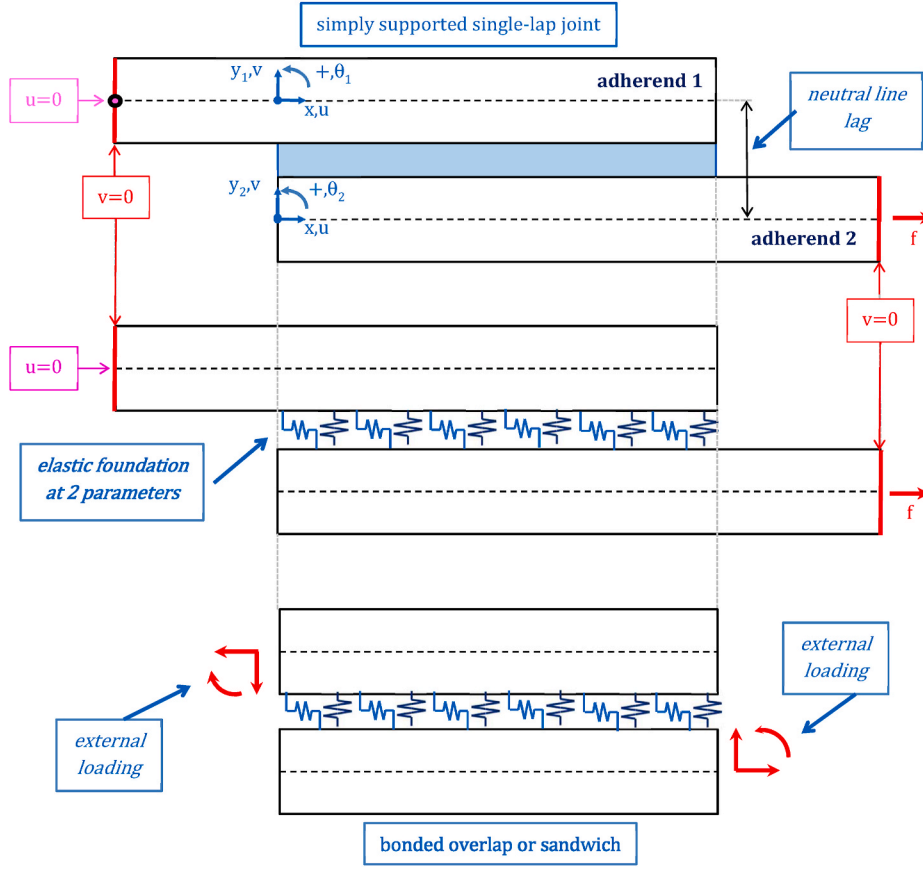 simply supported single-lap joint
y₁,v
+,θ₁
adherend 1
u=0
x,u
neutral line
lag
v=0
y₂,v
+,θ₂
x,u
adherend 2
f
v=0
u=0
elastic foundation
at 2 parameters
f
external
loading
external
loading
bonded overlap or sandwich